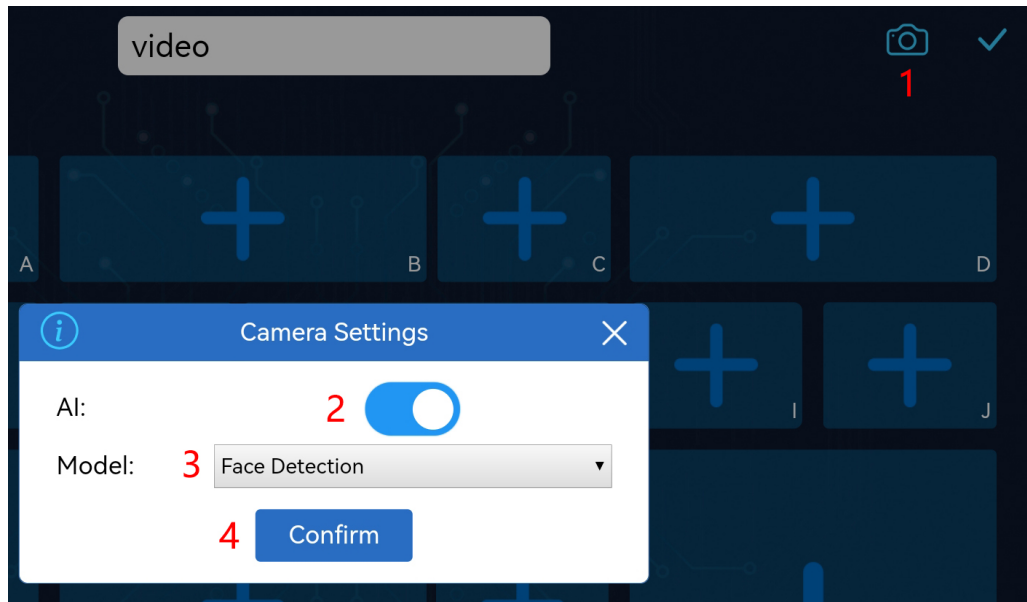 video
1
A
B
C
D
i
Camera Settings
AI:
2
I
J
Model:
3
Face Detection
4
Confirm